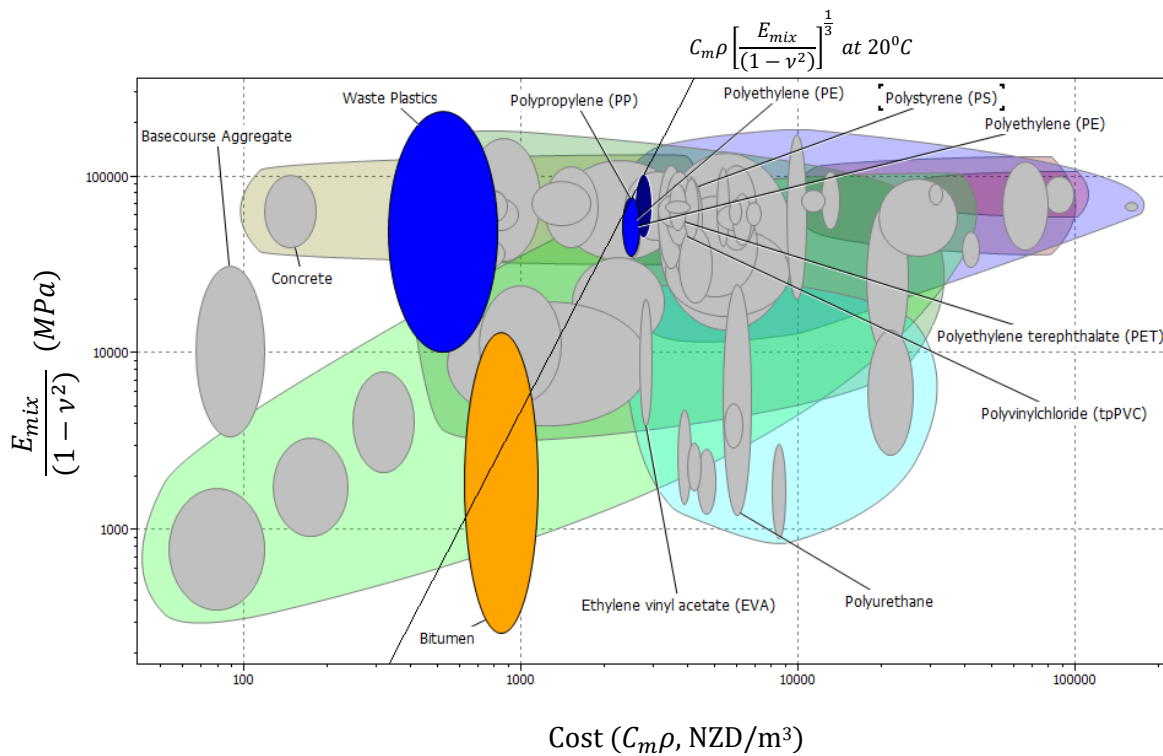 C_mρ [E_mix/(1 − ν²)]^(1/3) at 20⁰C
Waste Plastics
Polypropylene (PP)
Polyethylene (PE)
Polystyrene (PS)
Basecourse Aggregate
Polyethylene (PE)
100000
Concrete
Polyethylene terephthalate (PET)
10000
Polyvinylchloride (tpPVC)
E_mix/(1 − ν²) (MPa)
1000
Ethylene vinyl acetate (EVA)
Polyurethane
Bitumen
100 1000 10000 100000
Cost (C_mρ, NZD/m³)